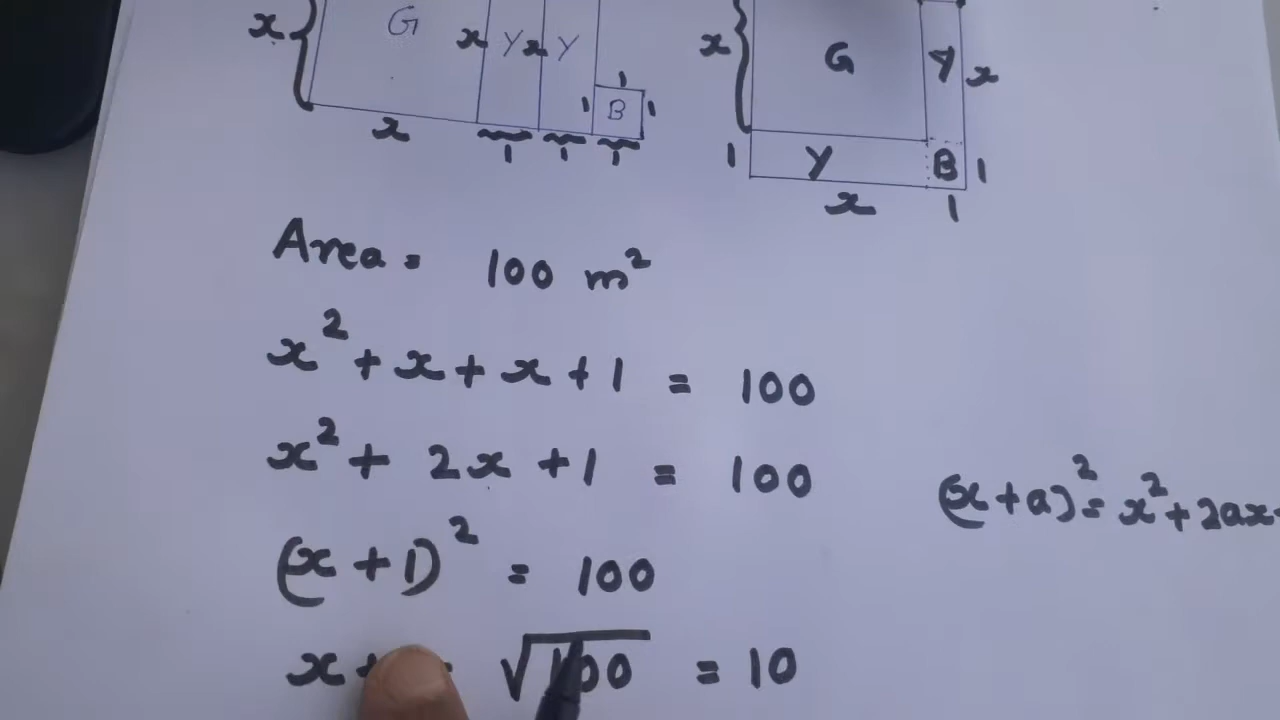 x G x Y x Y 1 B 1
1
x 1 1 1
x G Y x
1 Y B 1
x 1
Area = 100 m²
x² + x + x + 1 = 100
x² + 2x + 1 = 100
(x+a)² = x² + 2ax
(x + 1)² = 100
x+ √100 = 10